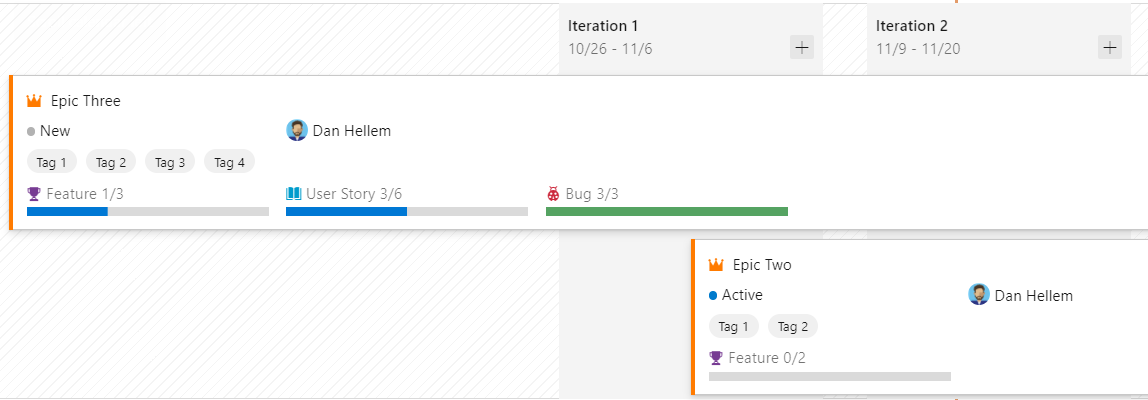 Iteration 1
10/26 - 11/6
Iteration 2
11/9 - 11/20
Epic Three
New
Dan Hellem
Tag 1 Tag 2 Tag 3 Tag 4
Feature 1/3
User Story 3/6
Bug 3/3
Epic Two
Active
Dan Hellem
Tag 1 Tag 2
Feature 0/2